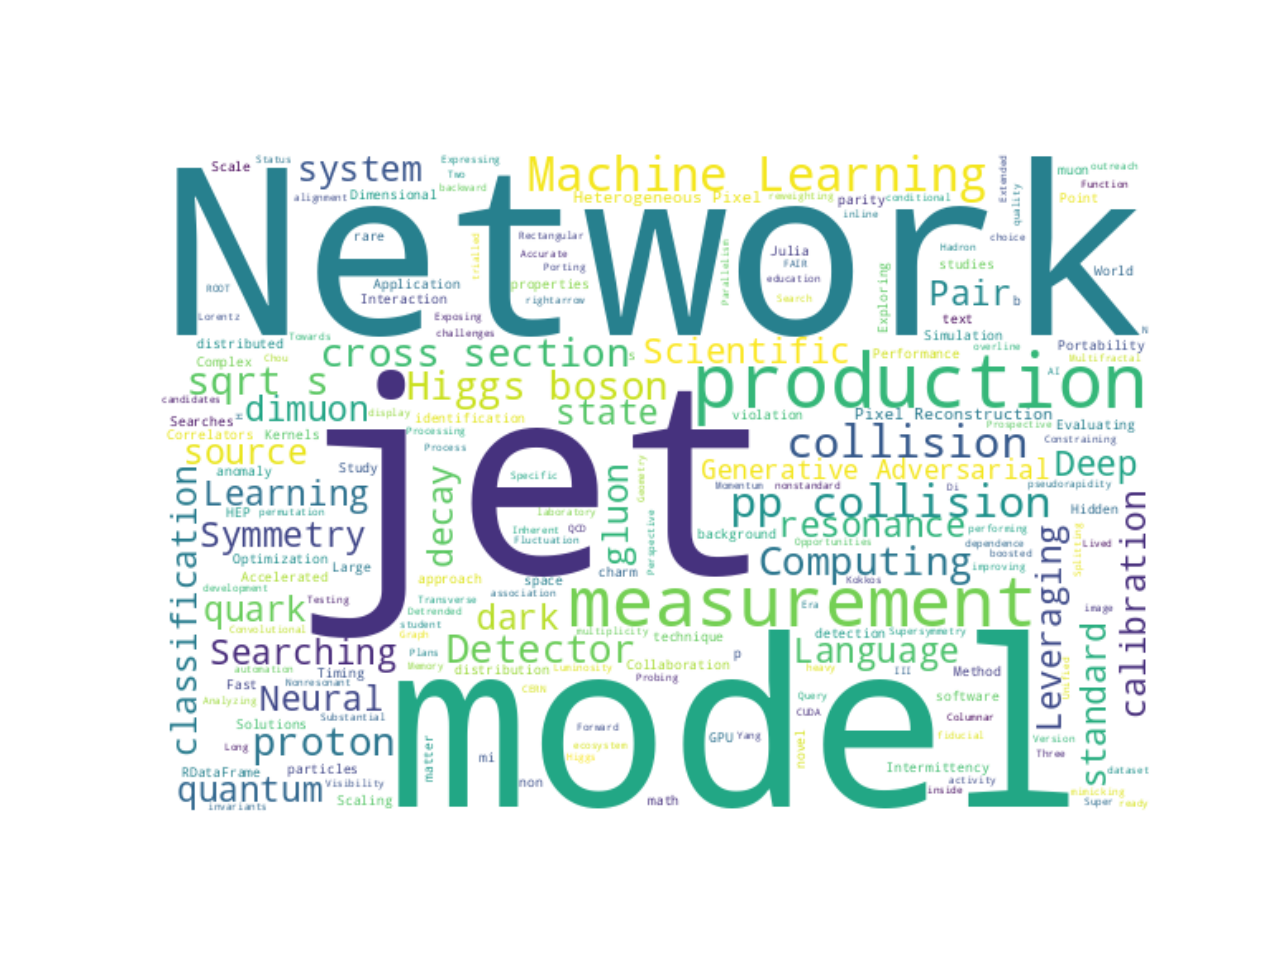 Scale
Status
system
Expressing
Two
backward
Machine Learning
Extended
muon
outreach
Function
Point
alignment
Dimensional
Heterogeneous Pixel
reweighting
conditional
parity
inline
quality
choice
Network
rare
trialled
Rectangular
Accurate
Porting
properties
rightarrow
Parallelism
Julia
FAIR
education
Search
Exploring
Hadron
studies
Pair
b
World
ROOT
Application
Interaction
Lorentz
Exposing
challenges
text
Simulation
N
distributed
Towards
cross section
s
Scientific
Performance
overline
Portability
Multifractal
Complex
Chou
sqrt s
Higgs boson
production
AI
candidates
Searches
H
dimuon
display
identification
state
violation
Pixel Reconstruction
Prospective
Evaluating
Correlators
Kernels
Processing
Process
collision
Constraining
source
jet
anomaly
Study
Specific
Geometry
Generative Adversarial
Deep
Momentum
nonstandard
Di
pseudorapidity
classification
Learning
decay
laboratory
gluon
pp collision
Hidden
calibration
HEP
permutation
Symmetry
Inherent
QCD
Fluctuation
Perspective
background
resonance
performing
Opportunities
dependence
Splitting
Lived
Optimization
Large
charm
Computing
boosted
improving
Leveraging
Accelerated
approach
space
Kokkos
development
association
quark
Testing
Transverse
Detrended
dark
measurement
Era
image
Convolutional
student
Graph
multiplicity
technique
detection
Supersymmetry
standard
Searching
Plans
Detector
p
Language
automation
Timing
Memory
distribution
Luminosity
Collaboration
Probing
heavy
III
Method
Unified
Fast
Nonresonant
Neural
CERN
model
Query
software
Analyzing
Substantial
CUDA
Columnar
Solutions
Forward
Long
proton
matter
ecosystem
Higgs
GPU
Yang
novel
fiducial
Version
Three
RDataFrame
particles
mi
Intermittency
dataset
quantum
Visibility
non
activity
inside
mimicking
invariants
Scaling
math
Super
ready